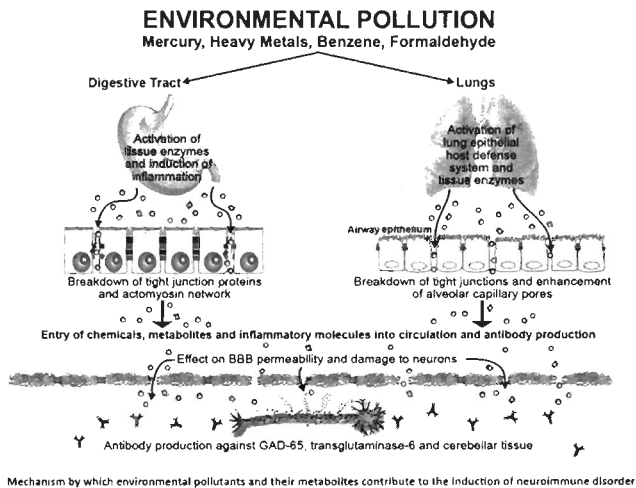 ENVIRONMENTAL POLLUTION
Mercury, Heavy Metals, Benzene, Formaldehyde
Digestive Tract
Lungs
Activation of
tissue enzymes
and induction of
inflammation
Activation of
lung epithelial
host defense
system and
tissue enzymes
Airway epithelium
Breakdown of tight junction proteins
and actomyosin network
Breakdown of tight junctions and enhancement
of alveolar capillary pores
Entry of chemicals, metabolites and inflammatory molecules into circulation and antibody production
Effect on BBB permeability and damage to neurons
Antibody production against GAD-65, transglutaminase-6 and cerebellar tissue
Mechanism by which environmental pollutants and their metabolites contribute to the induction of neuroimmune disorder